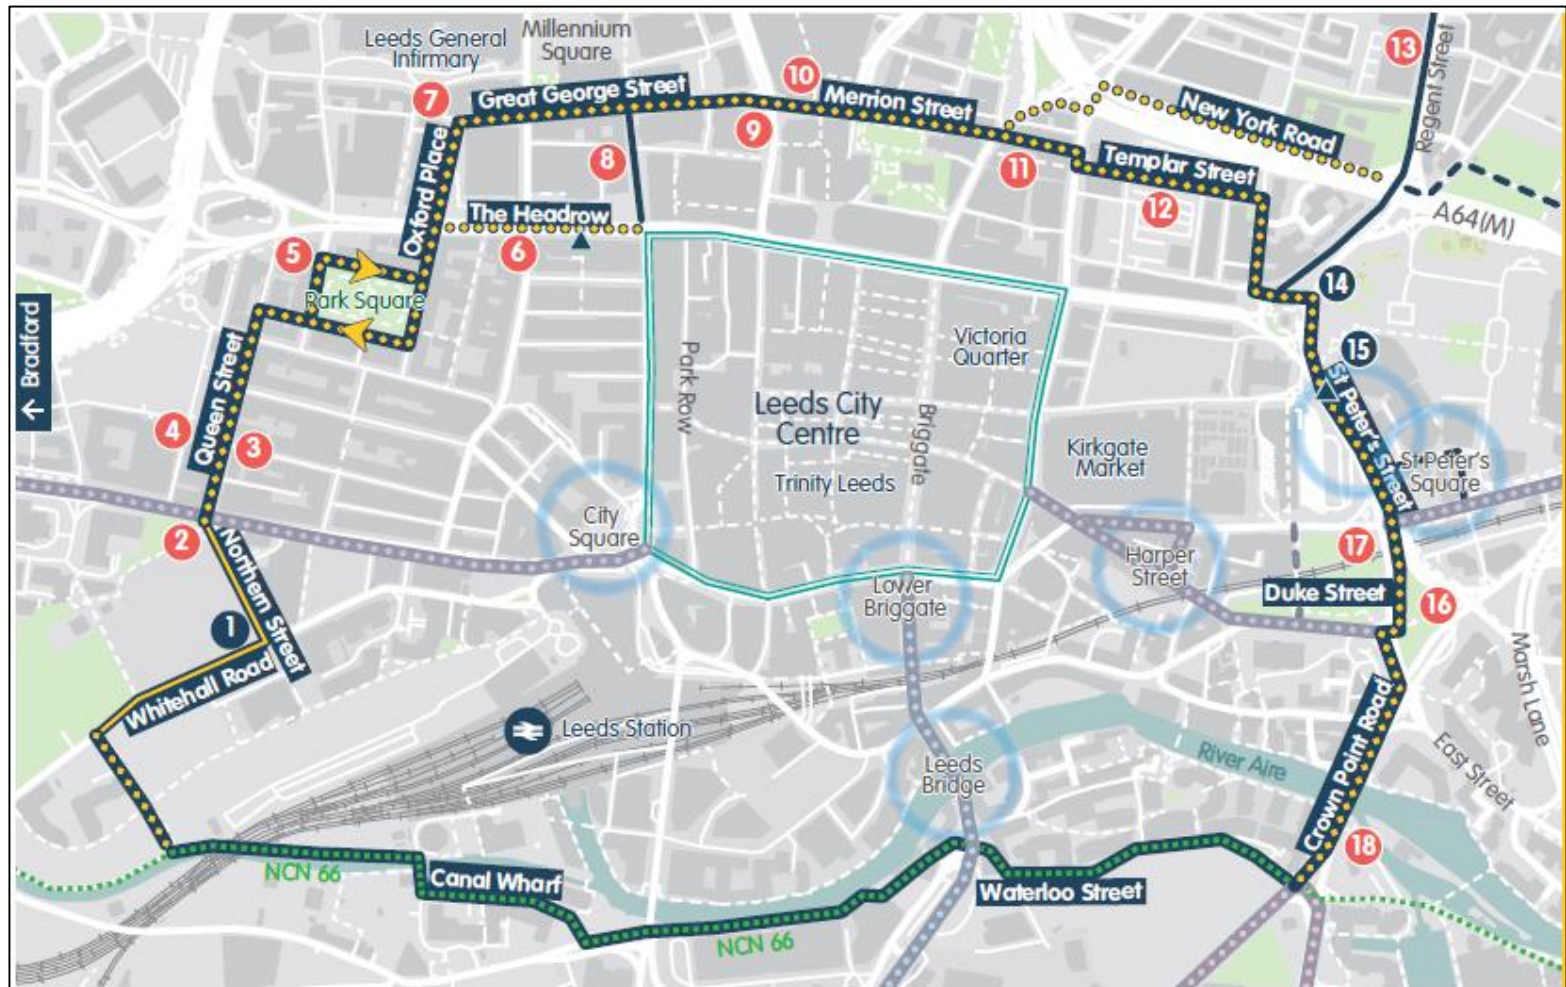 Leeds General
Infirmary
Millennium
Square
7
Great George Street
10
Merrion Street
9
8
11
New York Road
13
Regent Street
Templar Street
12
Oxford Place
The Headrow
6
5
Park Square
A64(M)
14
15
← Bradford
Queen Street
4
3
Park Row
Leeds City
Centre
Trinity Leeds
Briggate
Victoria
Quarter
Kirkgate
Market
St Peter's Street
St Peter's
Square
City
Square
2
Northern Street
1
Whitehall Road
Lower
Briggate
Harper
Street
17
Duke Street
16
Marsh Lane
Leeds Station
Leeds
Bridge
River Aire
Crown Point Road
East Street
18
NCN 66
Canal Wharf
Waterloo Street
NCN 66